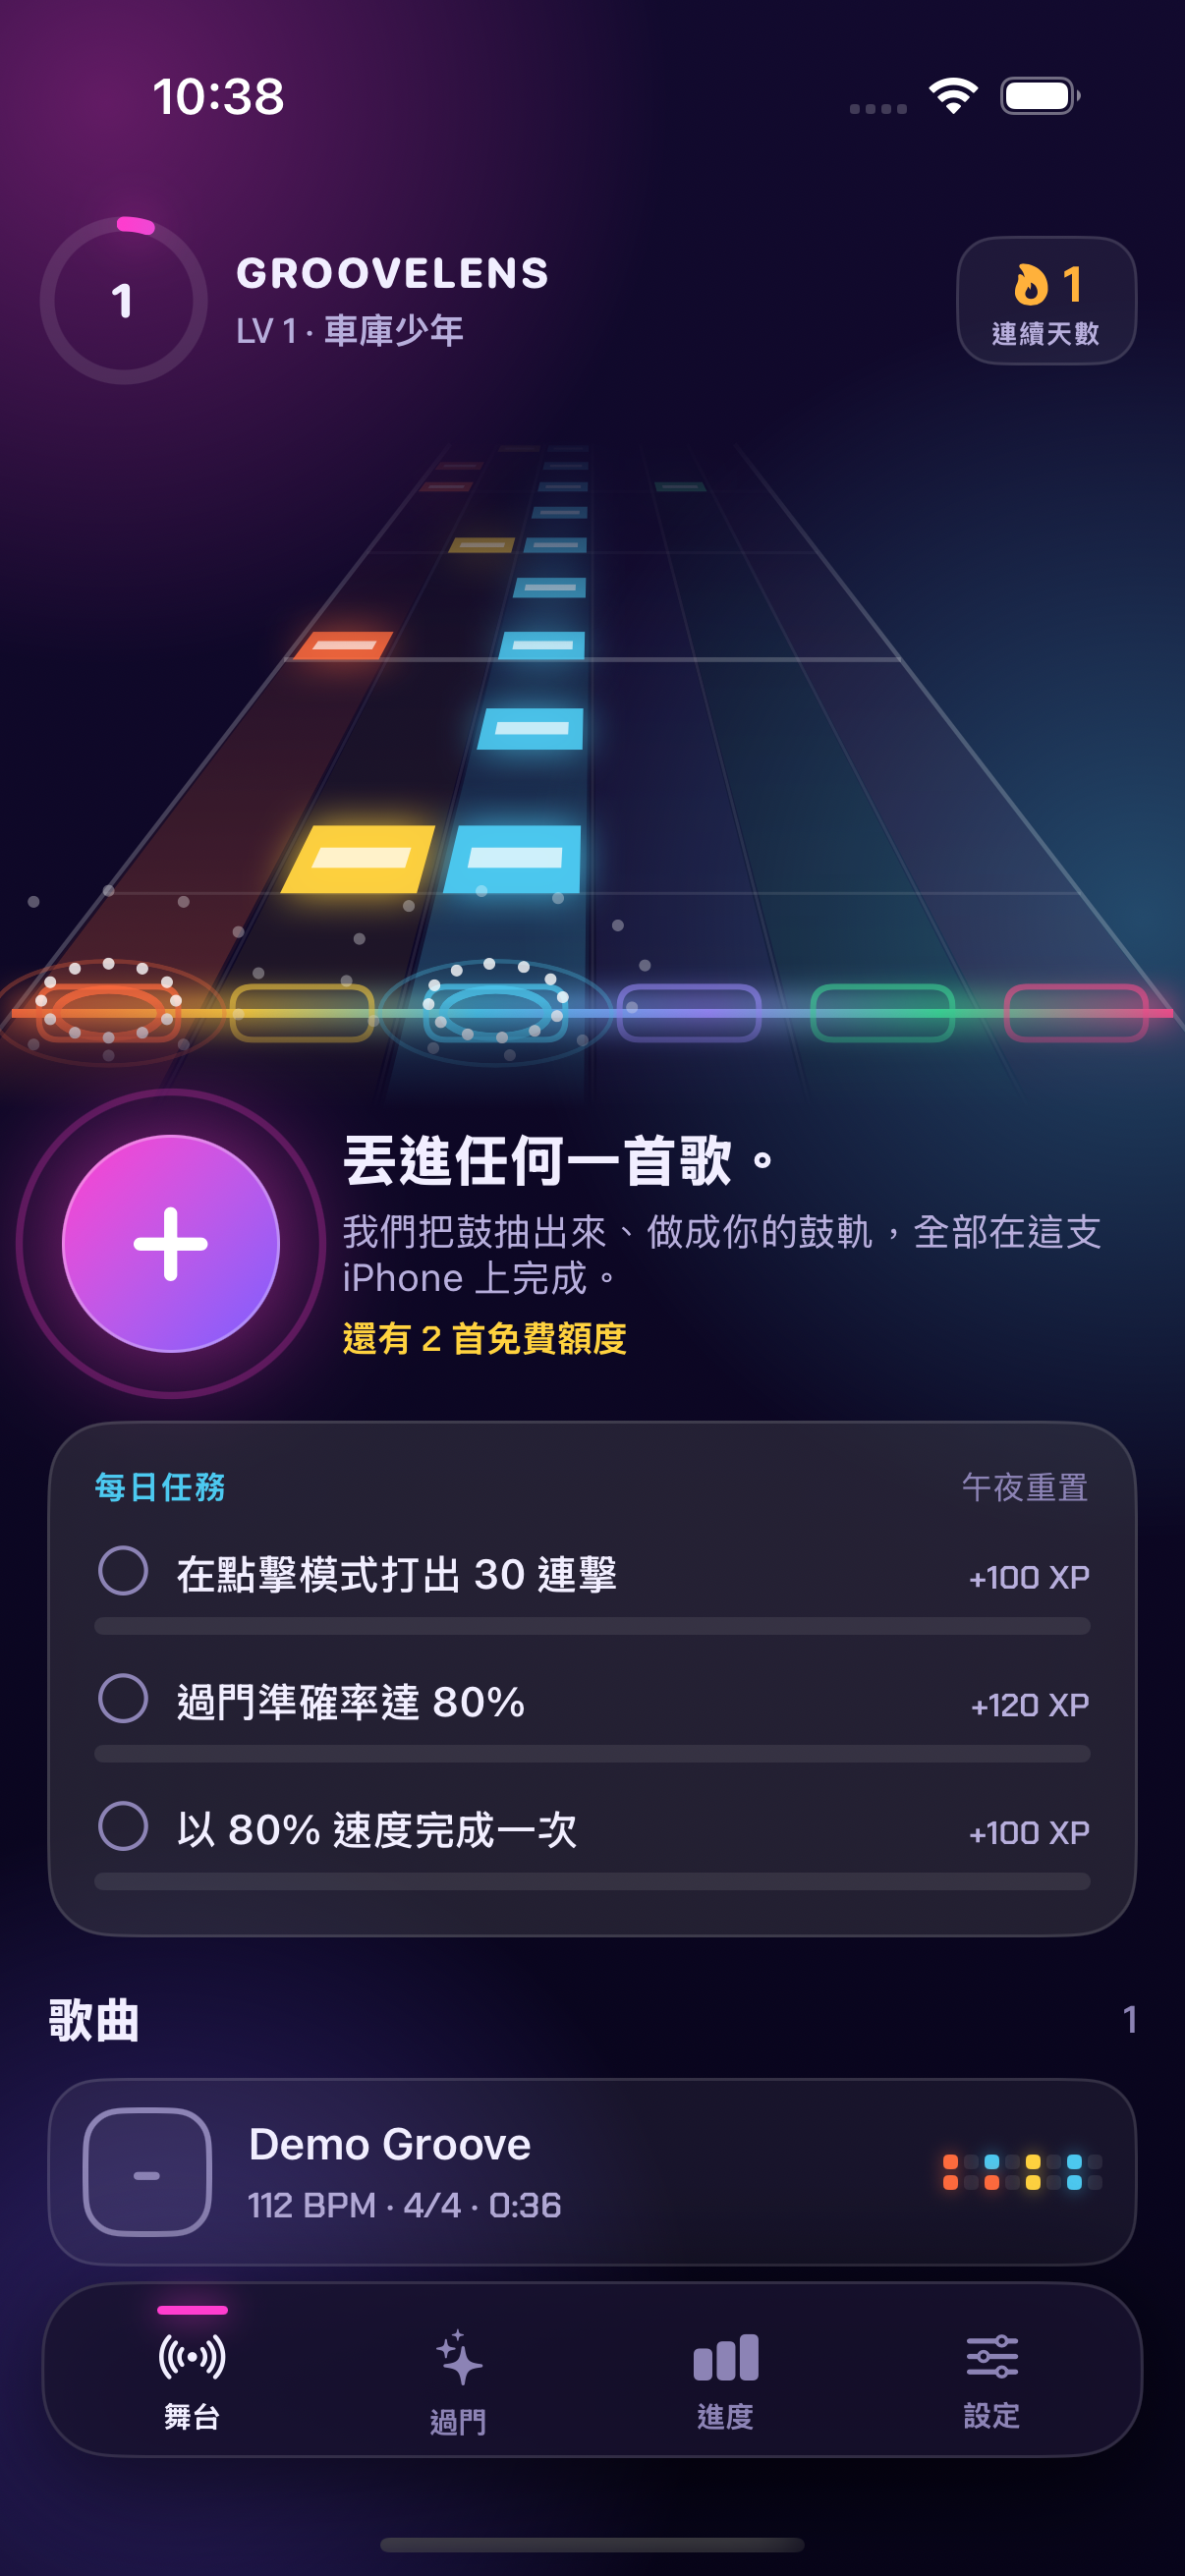 10:38
1
GROOVELENS
LV 1 · 車庫少年
1
連續天數
丟進任何一首歌。
我們把鼓抽出來、做成你的鼓軌，全部在這支
iPhone 上完成。
還有 2 首免費額度
每日任務
午夜重置
在點擊模式打出 30 連擊
+100 XP
過門準確率達 80%
+120 XP
以 80% 速度完成一次
+100 XP
歌曲
1
–
Demo Groove
112 BPM · 4/4 · 0:36
舞台
過門
進度
設定